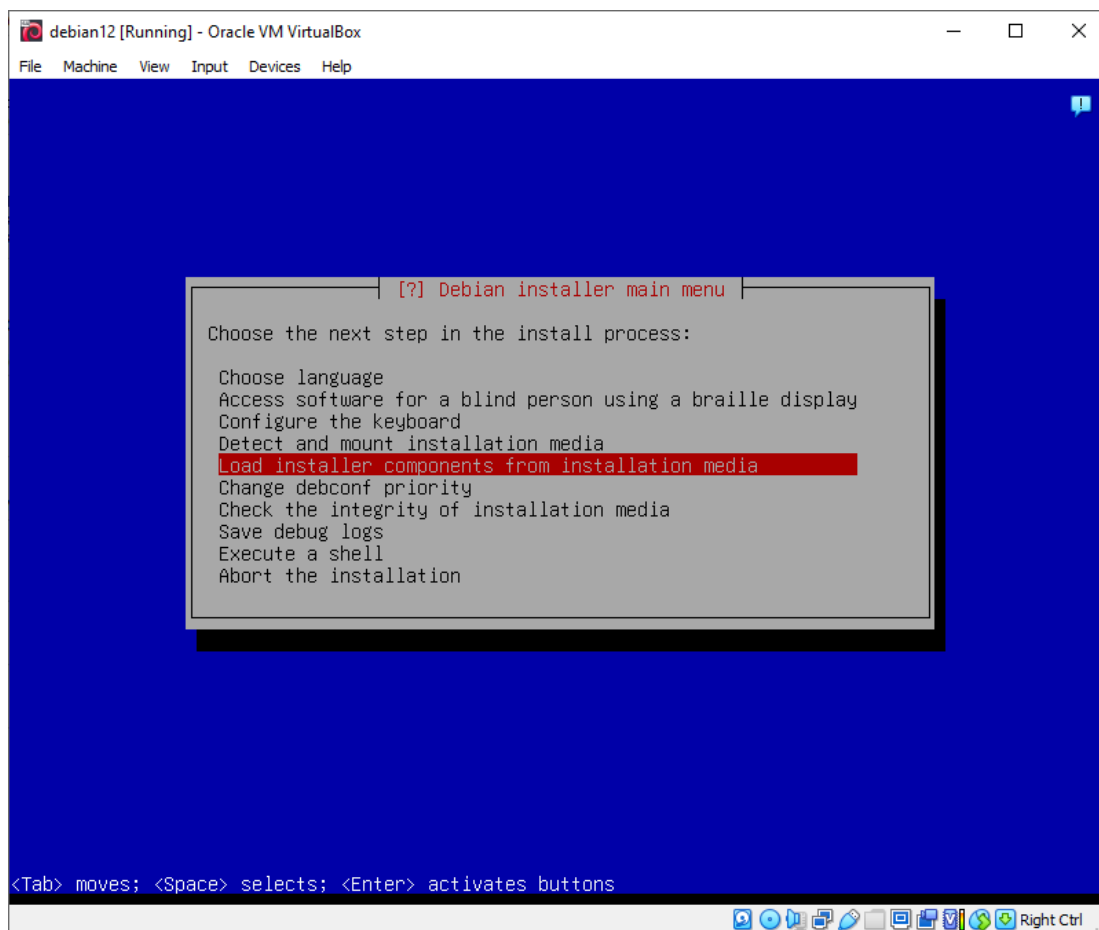 debian12 [Running] - Oracle VM VirtualBox
File Machine View Input Devices Help
[?] Debian installer main menu
Choose the next step in the install process:
Choose language
Access software for a blind person using a braille display
Configure the keyboard
Detect and mount installation media
Load installer components from installation media
Change debconf priority
Check the integrity of installation media
Save debug logs
Execute a shell
Abort the installation
<Tab> moves; <Space> selects; <Enter> activates buttons
Right Ctrl